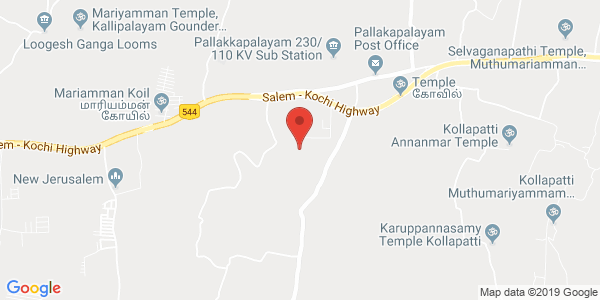 Mariyamman Temple,
Kallipalayam Gounder ...
Loogesh Ganga Looms
Pallakkapalayam 230/
110 KV Sub Station
Pallakapalayam
Post Office
Selvaganapathi Temple,
Muthumariamman ...
Temple
கோவில்
Mariamman Koil
மாரியம்மன்
கோயில்
Salem - Kochi Highway
544
em - Kochi Highway
Kollapatti
Annanmar Temple
New Jerusalem
Kollapatti
Muthumariyamman...
Karuppannasamy
Temple Kollapatti
Google
Map data ©2019 Google